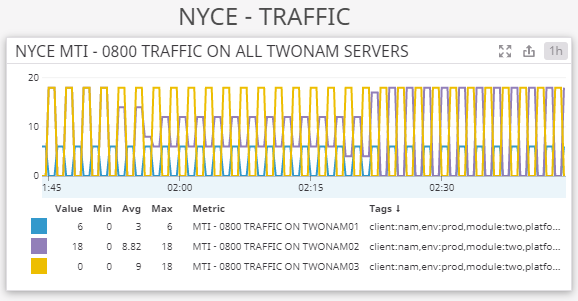 NYCE - TRAFFIC
NYCE MTI - 0800 TRAFFIC ON ALL TWONAM SERVERS 1h
20
10
0
1:45 02:00 02:15 02:30
Value Min Avg Max Metric Tags ↓
6 0 3 6 MTI - 0800 TRAFFIC ON TWONAM01 client:nam,env:prod,module:two,platfo...
18 0 8.82 18 MTI - 0800 TRAFFIC ON TWONAM02 client:nam,env:prod,module:two,platfo...
0 0 9 18 MTI - 0800 TRAFFIC ON TWONAM03 client:nam,env:prod,module:two,platfo...